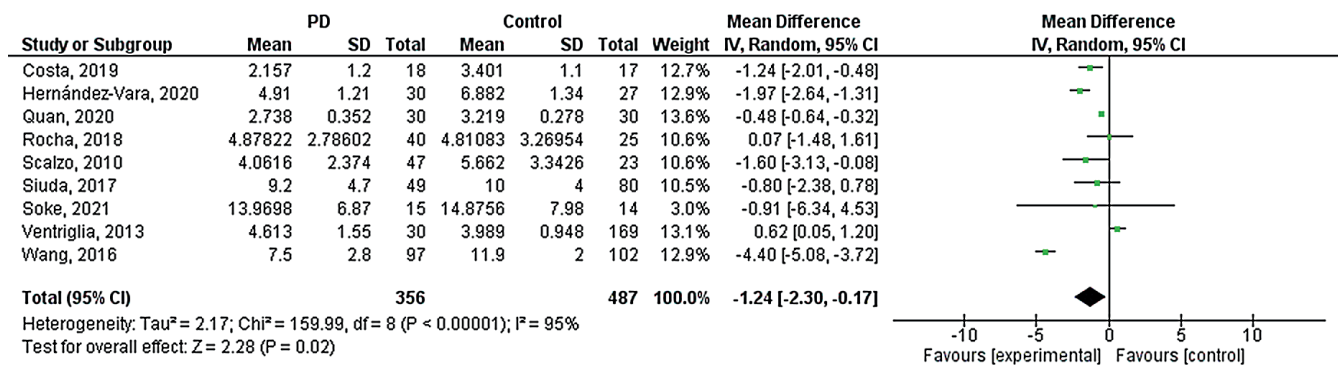 PD Control Mean Difference Mean Difference
Study or Subgroup Mean SD Total Mean SD Total Weight IV, Random, 95% CI IV, Random, 95% CI
Costa, 2019 2.157 1.2 18 3.401 1.1 17 12.7% -1.24 [-2.01, -0.48]
Hernández-Vara, 2020 4.91 1.21 30 6.882 1.34 27 12.9% -1.97 [-2.64, -1.31]
Quan, 2020 2.738 0.352 30 3.219 0.278 30 13.6% -0.48 [-0.64, -0.32]
Rocha, 2018 4.87822 2.78602 40 4.81083 3.26954 25 10.6% 0.07 [-1.48, 1.61]
Scalzo, 2010 4.0616 2.374 47 5.662 3.3426 23 10.6% -1.60 [-3.13, -0.08]
Siuda, 2017 9.2 4.7 49 10 4 80 10.5% -0.80 [-2.38, 0.78]
Soke, 2021 13.9698 6.87 15 14.8756 7.98 14 3.0% -0.91 [-6.34, 4.53]
Ventriglia, 2013 4.613 1.55 30 3.989 0.948 169 13.1% 0.62 [0.05, 1.20]
Wang, 2016 7.5 2.8 97 11.9 2 102 12.9% -4.40 [-5.08, -3.72]
Total (95% CI) 356 487 100.0% -1.24 [-2.30, -0.17]
Heterogeneity: Tau² = 2.17; Chi² = 159.99, df = 8 (P < 0.00001); I² = 95%
Test for overall effect: Z = 2.28 (P = 0.02)
-10 -5 0 5 10
Favours [experimental] Favours [control]